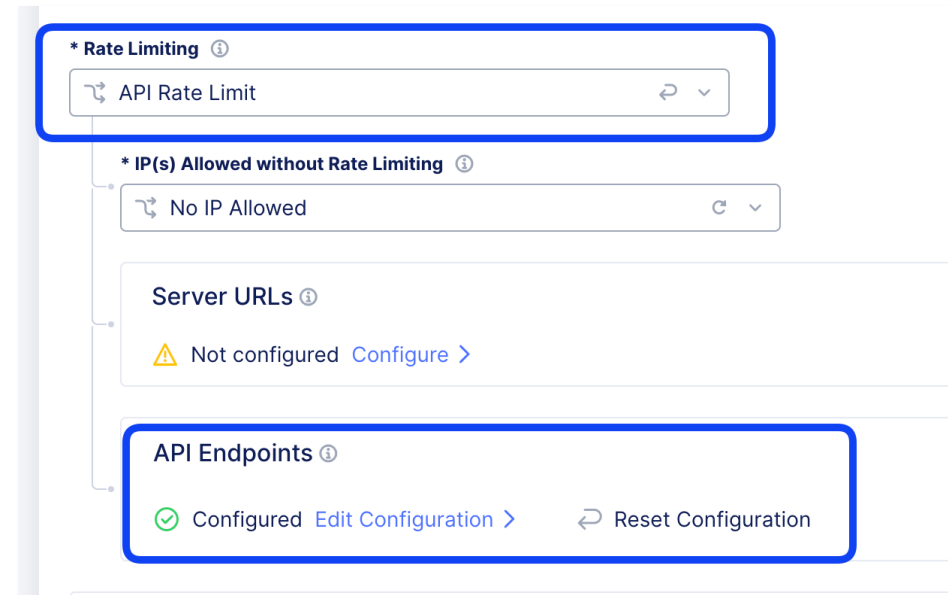 * Rate Limiting
API Rate Limit
* IP(s) Allowed without Rate Limiting
No IP Allowed
Server URLs
Not configured Configure
API Endpoints
Configured Edit Configuration Reset Configuration